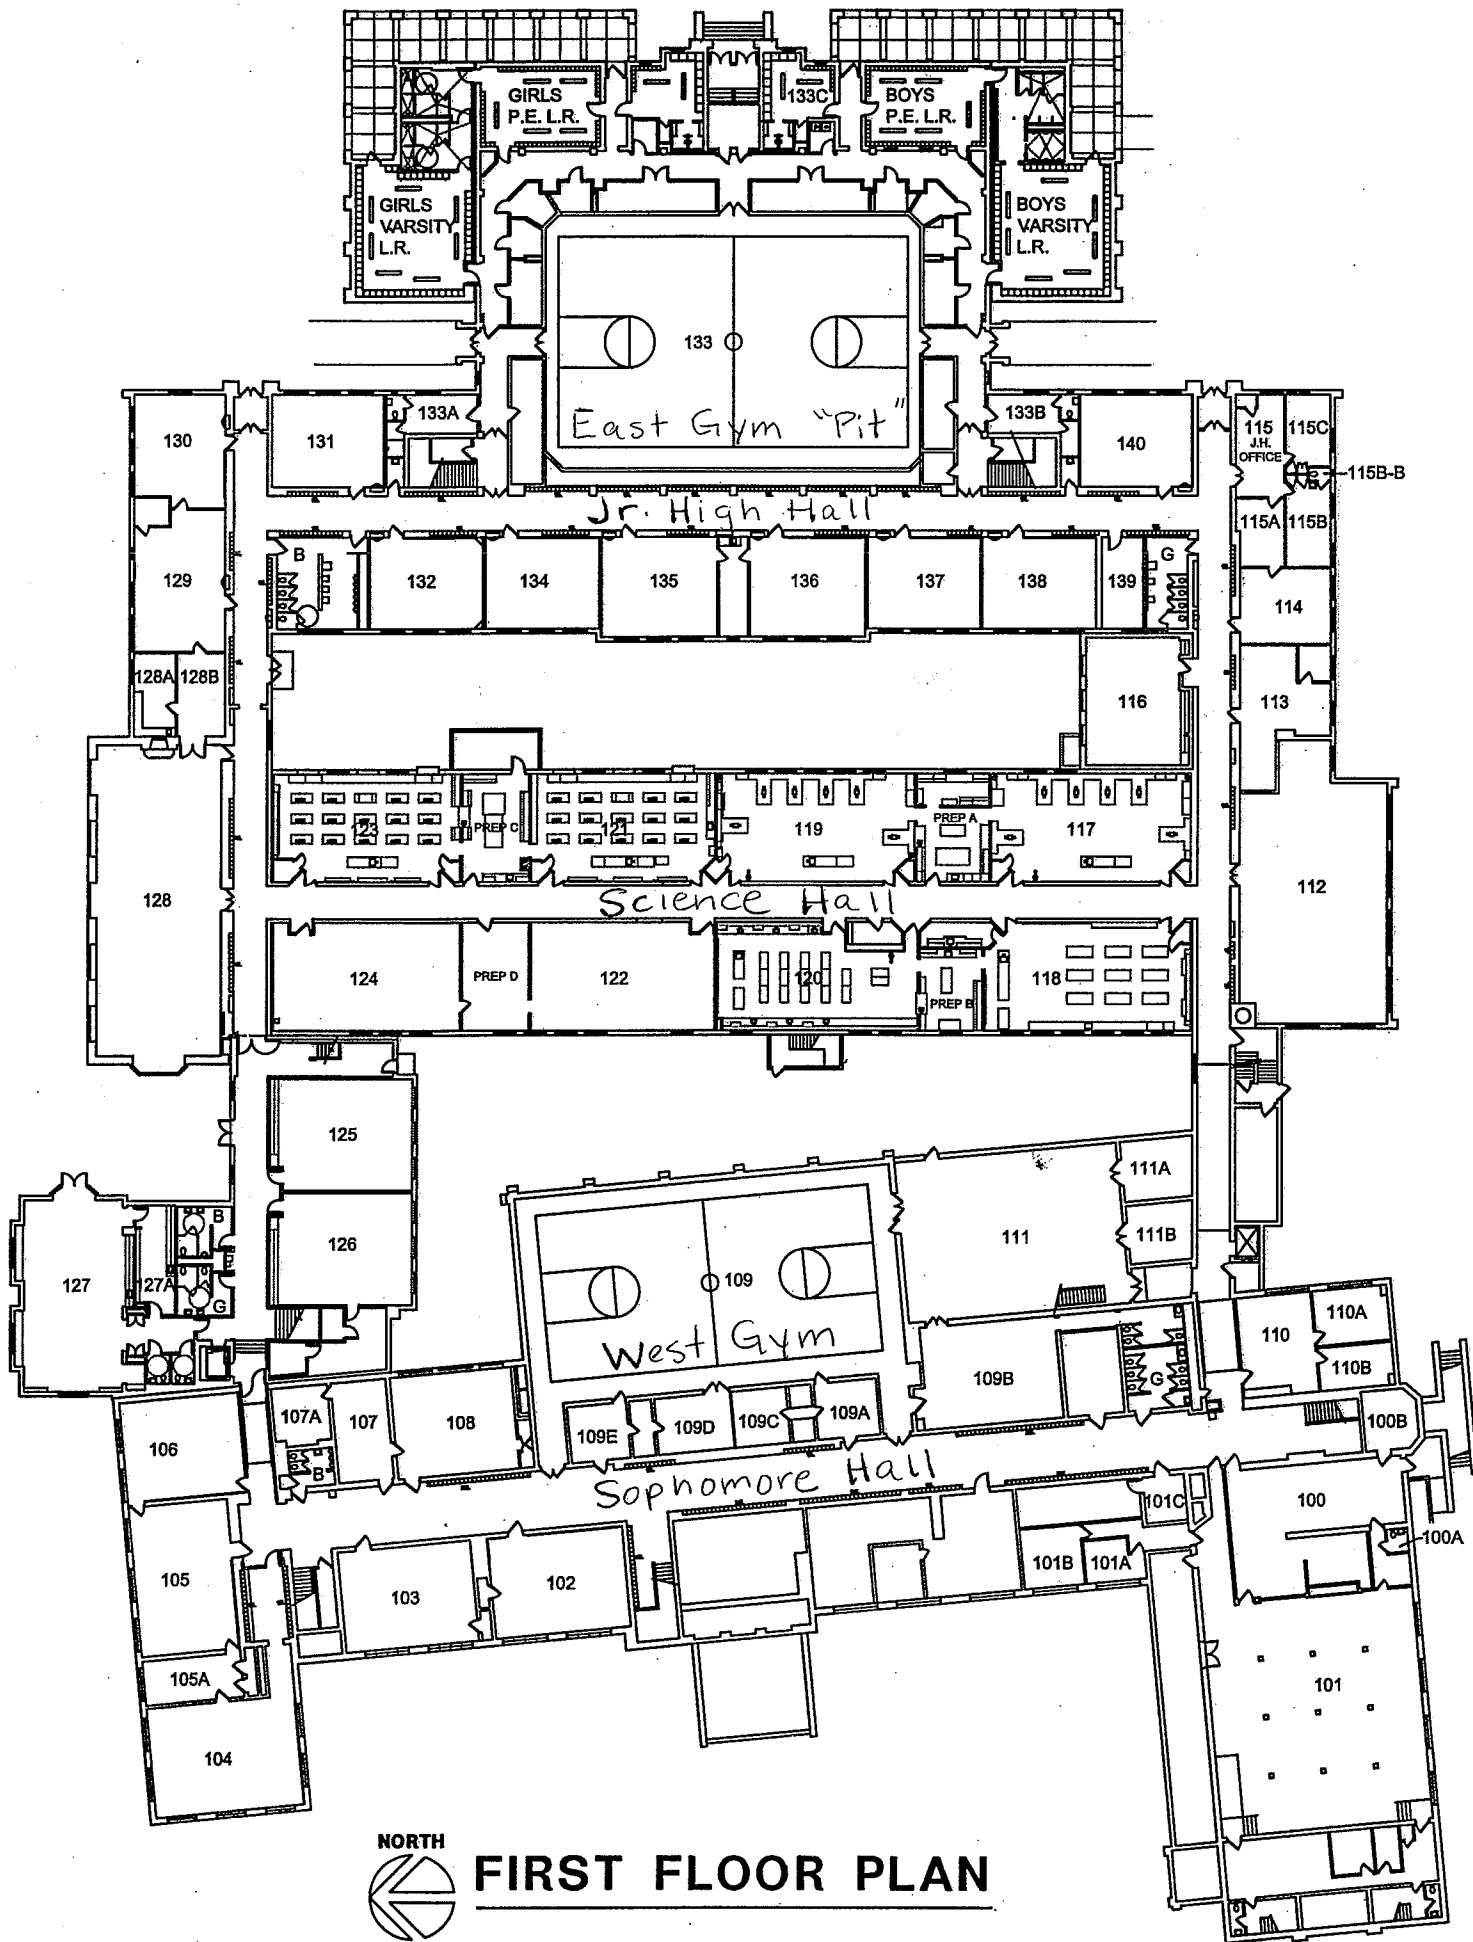 GIRLS
P.E. L.R.
133C
BOYS
P.E. L.R.
GIRLS
VARSITY
L.R.
BOYS
VARSITY
L.R.
133
East Gym "Pit"
130
131
133A
133B
140
115
J.H.
OFFICE
115C
115B-B
Jr. High Hall
115A
115B
B
132
134
135
136
137
138
139
G
129
114
128A
128B
116
113
123
PREP C
121
119
PREP A
117
128
112
Science Hall
124
PREP D
122
120
PREP B
118
125
111A
126
111
111B
127
127A
B
G
109
West Gym
110
110A
110B
109B
G
100B
106
107A
107
108
109E
109D
109C
109A
B
Sophomore Hall
100
101C
100A
105
103
102
101B
101A
105A
101
104
NORTH
FIRST FLOOR PLAN